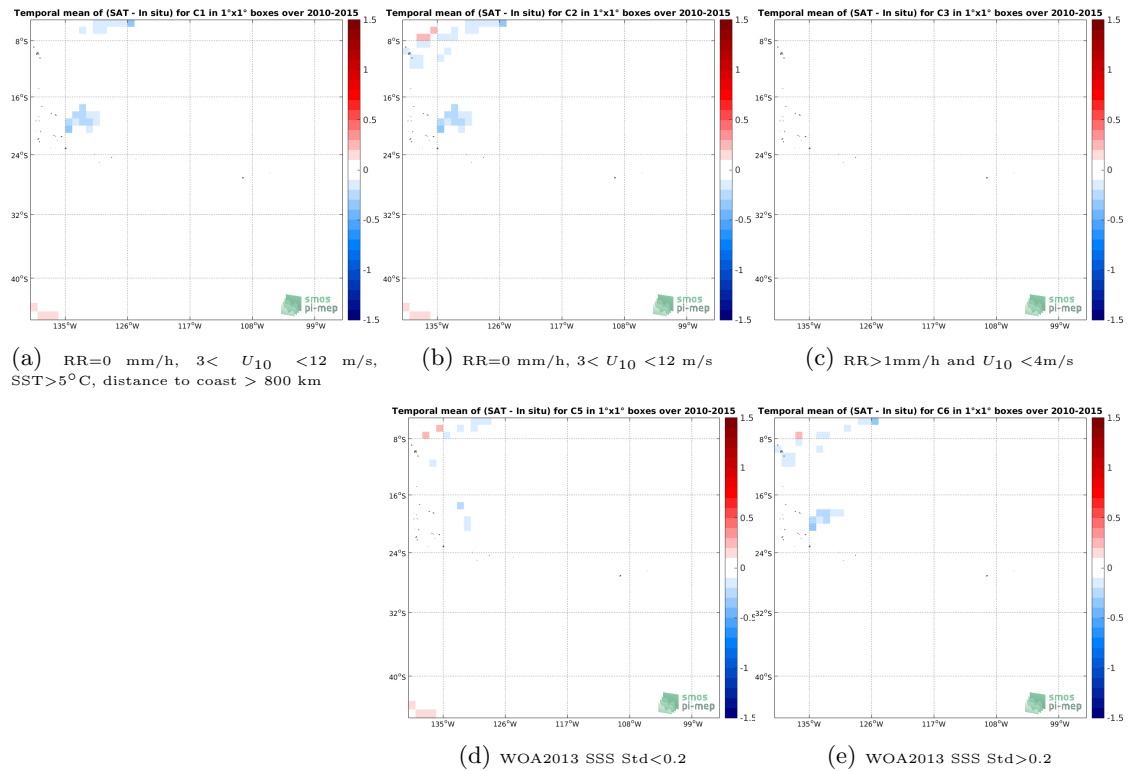 Temporal mean of (SAT - In situ) for C1 in 1°x1° boxes over 2010-2015
8°S
16°S
24°S
32°S
40°S
135°W 126°W 117°W 108°W 99°W
1.5
1
0.5
0
-0.5
-1
-1.5
smos
pi-mep
(a) RR=0 mm/h, 3< U10 <12 m/s,
SST>5°C, distance to coast > 800 km
Temporal mean of (SAT - In situ) for C2 in 1°x1° boxes over 2010-2015
8°S
16°S
24°S
32°S
40°S
135°W 126°W 117°W 108°W 99°W
1.5
1
0.5
0
-0.5
-1
-1.5
smos
pi-mep
(b) RR=0 mm/h, 3< U10 <12 m/s
Temporal mean of (SAT - In situ) for C3 in 1°x1° boxes over 2010-2015
8°S
16°S
24°S
32°S
40°S
135°W 126°W 117°W 108°W 99°W
1.5
1
0.5
0
-0.5
-1
-1.5
smos
pi-mep
(c) RR>1mm/h and U10 <4m/s
Temporal mean of (SAT - In situ) for C5 in 1°x1° boxes over 2010-2015
8°S
16°S
24°S
32°S
40°S
135°W 126°W 117°W 108°W 99°W
1.5
1
0.5
0
-0.5
-1
-1.5
smos
pi-mep
(d) WOA2013 SSS Std<0.2
Temporal mean of (SAT - In situ) for C6 in 1°x1° boxes over 2010-2015
8°S
16°S
24°S
32°S
40°S
135°W 126°W 117°W 108°W 99°W
1.5
1
0.5
0
-0.5
-1
-1.5
smos
pi-mep
(e) WOA2013 SSS Std>0.2